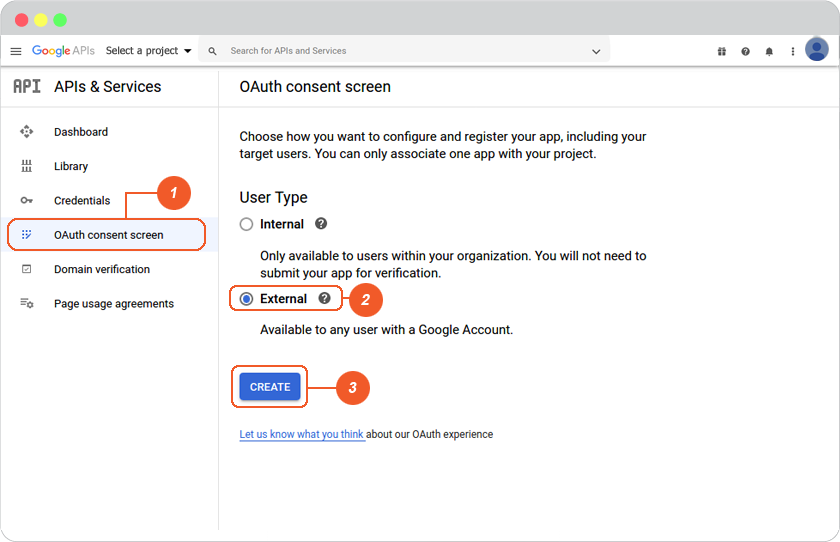 Google APIs Select a project Search for APIs and Services
API APIs & Services
OAuth consent screen
Dashboard
Library
Credentials
1
OAuth consent screen
Domain verification
Page usage agreements
Choose how you want to configure and register your app, including your
target users. You can only associate one app with your project.
User Type
Internal ?
Only available to users within your organization. You will not need to
submit your app for verification.
External ? 2
Available to any user with a Google Account.
CREATE 3
Let us know what you think about our OAuth experience